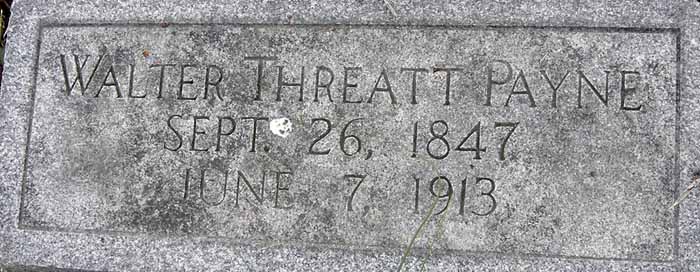 WALTER THREATT PAYNE
SEPT. 26, 1847
JUNE 7 1913